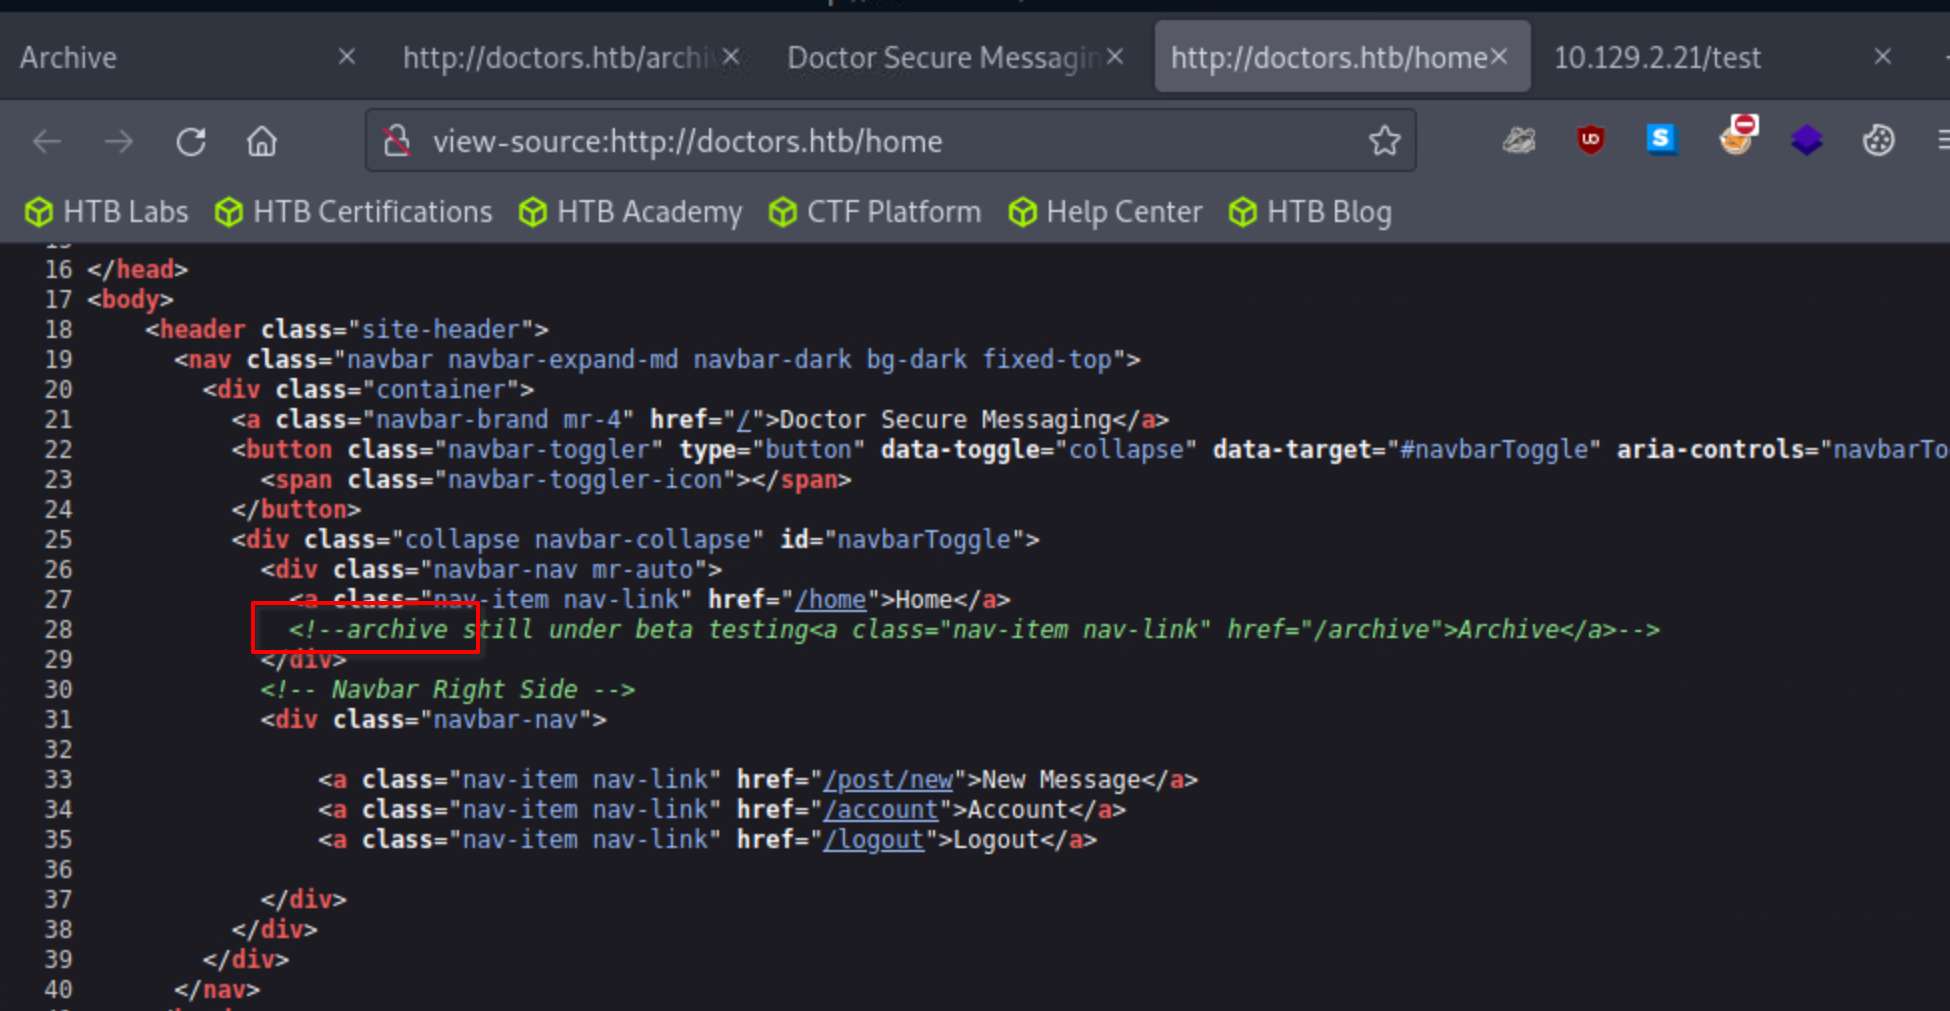 Archive × http://doctors.htb/archi × Doctor Secure Messagin × http://doctors.htb/home × 10.129.2.21/test ×
view-source:http://doctors.htb/home
HTB Labs HTB Certifications HTB Academy CTF Platform Help Center HTB Blog
15
16 </head>
17 <body>
18 <header class="site-header">
19 <nav class="navbar navbar-expand-md navbar-dark bg-dark fixed-top">
20 <div class="container">
21 <a class="navbar-brand mr-4" href="/">Doctor Secure Messaging</a>
22 <button class="navbar-toggler" type="button" data-toggle="collapse" data-target="#navbarToggle" aria-controls="navbarTo
23 <span class="navbar-toggler-icon"></span>
24 </button>
25 <div class="collapse navbar-collapse" id="navbarToggle">
26 <div class="navbar-nav mr-auto">
27 <a class="nav-item nav-link" href="/home">Home</a>
28 <!--archive still under beta testing<a class="nav-item nav-link" href="/archive">Archive</a>-->
29 </div>
30 <!-- Navbar Right Side -->
31 <div class="navbar-nav">
32
33 <a class="nav-item nav-link" href="/post/new">New Message</a>
34 <a class="nav-item nav-link" href="/account">Account</a>
35 <a class="nav-item nav-link" href="/logout">Logout</a>
36
37 </div>
38 </div>
39 </div>
40 </nav>